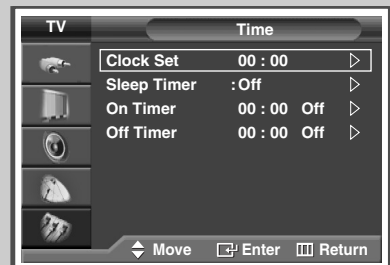 TV Time
Clock Set 00 : 00
Sleep Timer : Off
On Timer 00 : 00 Off
Off Timer 00 : 00 Off
Move Enter Return